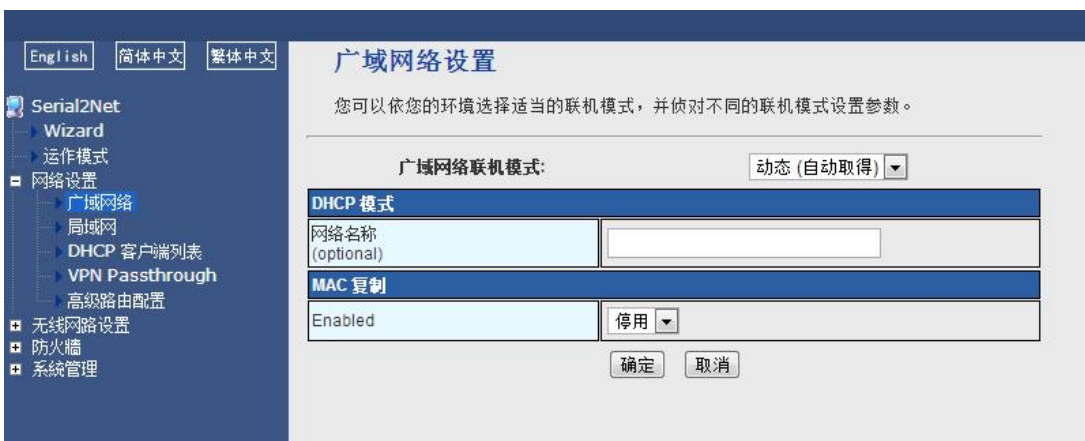 English 简体中文 繁体中文
Serial2Net
Wizard
运作模式
网络设置
广域网络
局域网
DHCP 客户端列表
VPN Passthrough
高级路由配置
无线网路设置
防火牆
系統管理
广域网络设置
您可以依您的环境选择适当的联机模式，并侦对不同的联机模式设置参数。
广域网络联机模式: 动态 (自动取得)
DHCP 模式
网络名称
(optional)
MAC 复制
Enabled 停用
确定 取消